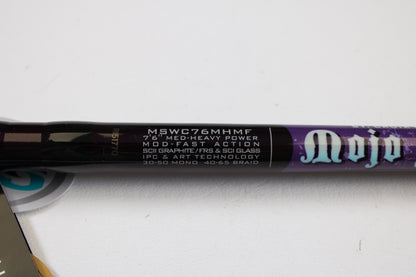 MSWC76MHMF
7'6" MED-HEAVY POWER
MOD-FAST ACTION
SCII GRAPHITE/FRS & SCI GLASS
IPC & ART TECHNOLOGY
30-50 MONO 40-65 BRAID
Mojo